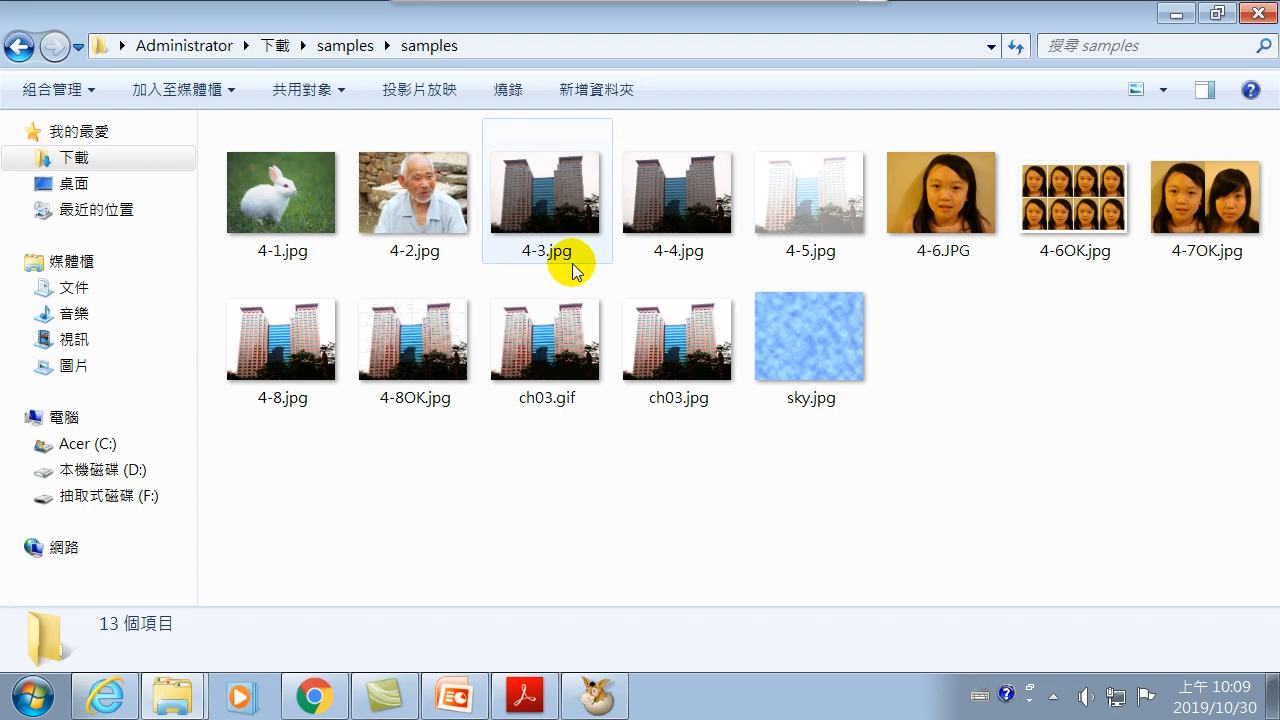 Administrator 下載 samples samples
搜尋 samples
組合管理 加入至媒體櫃 共用對象 投影片放映 燒錄 新增資料夾
我的最愛
下載
桌面
最近的位置
媒體櫃
文件
音樂
視訊
圖片
電腦
Acer (C:)
本機磁碟 (D:)
抽取式磁碟 (F:)
網路
4-1.jpg 4-2.jpg 4-3.jpg 4-4.jpg 4-5.jpg 4-6.JPG 4-6OK.jpg 4-7OK.jpg
4-8.jpg 4-8OK.jpg ch03.gif ch03.jpg sky.jpg
13 個項目
上午 10:09
2019/10/30